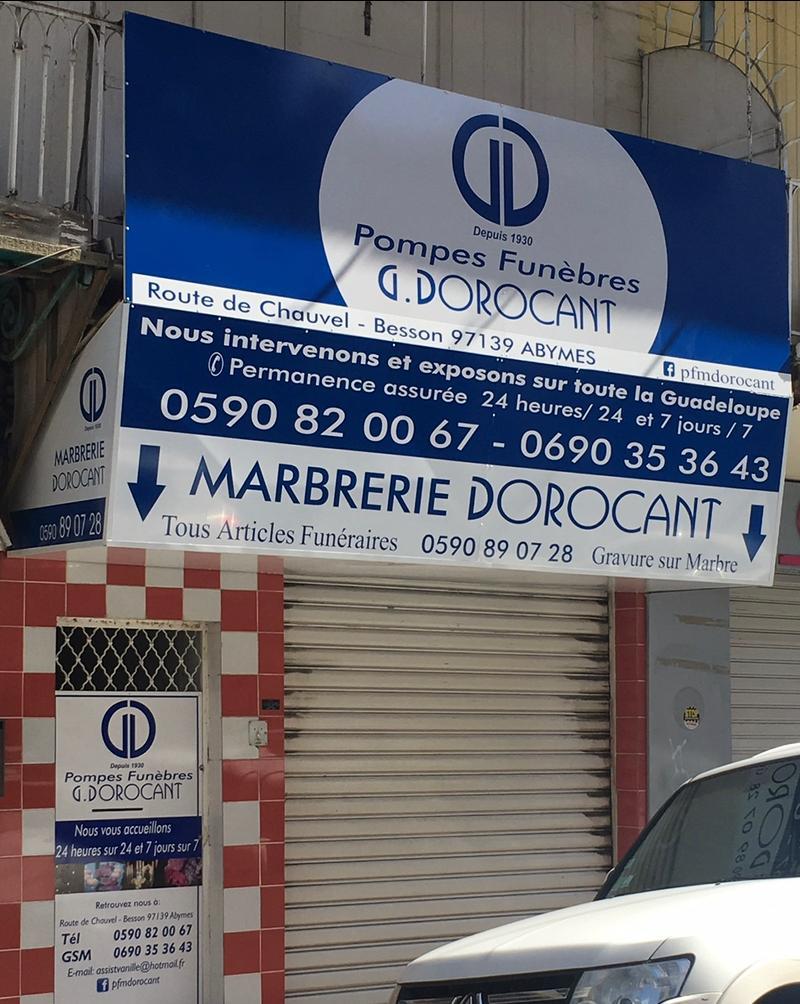 Depuis 1930
Pompes Funèbres
G.DOROCANT
Route de Chauvel - Besson 97139 ABYMES
pfmdorocant
Nous intervenons et exposons sur toute la Guadeloupe
Permanence assurée 24 heures/ 24 et 7 jours / 7
0590 82 00 67 - 0690 35 36 43
MARBRERIE DOROCANT
Tous Articles Funéraires 0590 89 07 28 Gravure sur Marbre
Depuis 1930
MARBRERIE
DOROCANT
0590 89 07 28
Depuis 1930
Pompes Funèbres
G.DOROCANT
Nous vous accueillons
24 heures sur 24 et 7 jours sur 7
Retrouvez nous à:
Route de Chauvel - Besson 97139 Abymes
Tél 0590 82 00 67
GSM 0690 35 36 43
E-mail: assistvanille@hotmail.fr
pfmdorocant
STOP